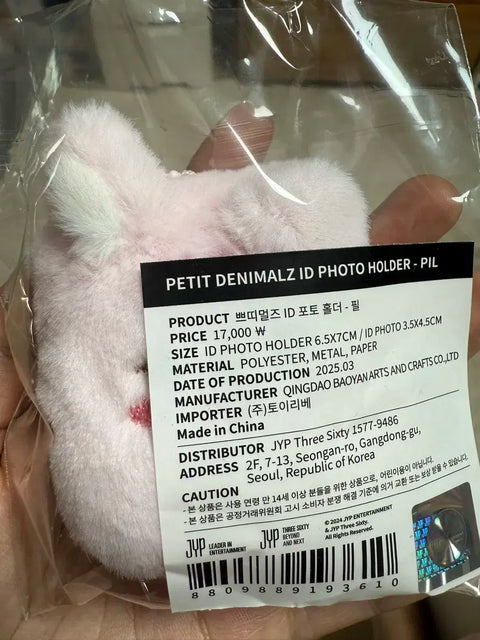 PETIT DENIMALZ ID PHOTO HOLDER - PIL
PRODUCT 쁘띠멀즈 ID 포토 홀더 - 필
PRICE 17,000 ₩
SIZE ID PHOTO HOLDER 6.5X7CM / ID PHOTO 3.5X4.5CM
MATERIAL POLYESTER, METAL, PAPER
DATE OF PRODUCTION 2025.03
MANUFACTURER QINGDAO BAOYAN ARTS AND CRAFTS CO.,LTD
IMPORTER (주)토이리베
Made in China
DISTRIBUTOR JYP Three Sixty 1577-9486
ADDRESS 2F, 7-13, Seongan-ro, Gangdong-gu,
Seoul, Republic of Korea
CAUTION
- 본 상품은 사용 연령 만 14세 이상 분들을 위한 상품으로, 어린이용이 아닙니다.
- 본 상품은 공정거래위원회 고시 소비자 분쟁 해결 기준에 의거 교환 또는 보상 받을 수 있습니다.
JYP LEADER IN
ENTERTAINMENT
JYP THREE SIXTY
BEYOND
AND NEXT
© 2024 JYP ENTERTAINMENT
& JYP Three Sixty.
All Rights Reserved.
8809889193610